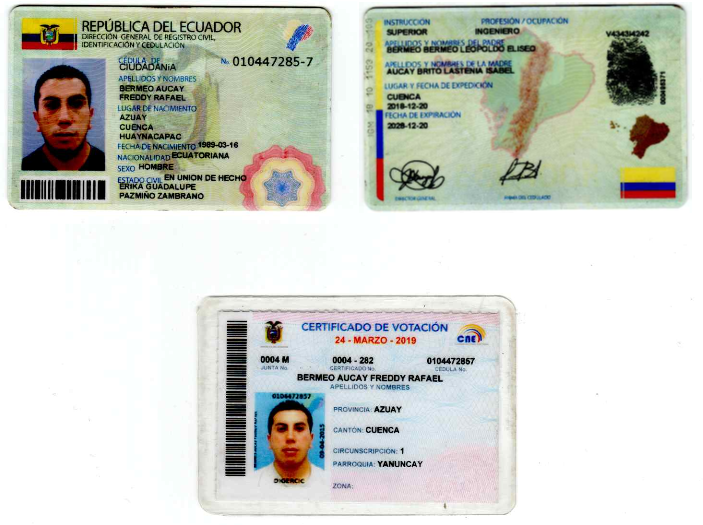 REPÚBLICA DEL ECUADOR
DIRECCIÓN GENERAL DE REGISTRO CIVIL,
IDENTIFICACIÓN Y CEDULACIÓN
CÉDULA DE
CIUDADANÍA
No. 010447285-7
APELLIDOS Y NOMBRES
BERMEO AUCAY
FREDDY RAFAEL
LUGAR DE NACIMIENTO
AZUAY
CUENCA
HUAYNACAPAC
FECHA DE NACIMIENTO 1989-03-16
NACIONALIDAD ECUATORIANA
SEXO HOMBRE
ESTADO CIVIL EN UNION DE HECHO
ERIKA GUADALUPE
PAZMIÑO ZAMBRANO
INSTRUCCIÓN PROFESIÓN / OCUPACIÓN
SUPERIOR INGENIERO
V4343I4242
APELLIDOS Y NOMBRES DEL PADRE
BERMEO BERMEO LEOPOLDO ELISEO
APELLIDOS Y NOMBRES DE LA MADRE
AUCAY BRITO LASTENIA ISABEL
LUGAR Y FECHA DE EXPEDICIÓN
CUENCA
2018-12-20
FECHA DE EXPIRACIÓN
2028-12-20
DIRECTOR GENERAL
CERTIFICADO DE VOTACIÓN
24 - MARZO - 2019
CNE
0004 M 0004 - 282 0104472857
JUNTA No. CERTIFICADO No. CÉDULA No.
BERMEO AUCAY FREDDY RAFAEL
APELLIDOS Y NOMBRES
0104472857
PROVINCIA: AZUAY
CANTÓN: CUENCA
CIRCUNSCRIPCIÓN: 1
PARROQUIA: YANUNCAY
ZONA:
DIGERCIC